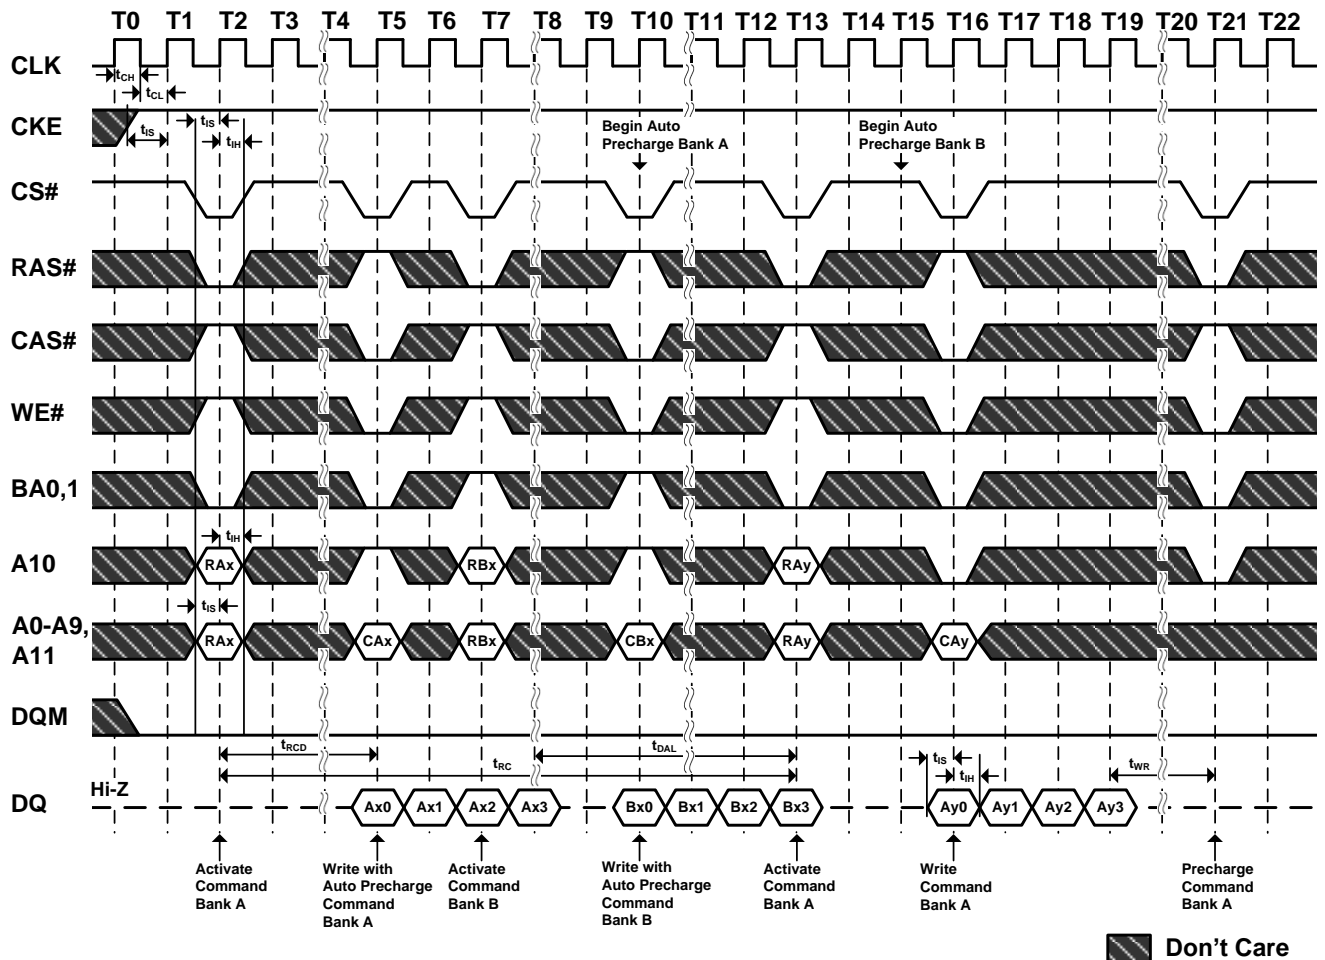 T0 T1 T2 T3 T4 T5 T6 T7 T8 T9 T10 T11 T12 T13 T14 T15 T16 T17 T18 T19 T20 T21 T22
CLK
tCH
tCL
CKE
tIS
tIS
tIH
Begin Auto
Precharge Bank A
Begin Auto
Precharge Bank B
CS#
RAS#
CAS#
WE#
BA0,1
tIH
A10
RAx RBx RAy
tIS
A0-A9,
A11
RAx CAx RBx CBx RAy CAy
DQM
tRCD
tDAL
tRC
tIS
tIH
tWR
Hi-Z
DQ
Ax0 Ax1 Ax2 Ax3 Bx0 Bx1 Bx2 Bx3 Ay0 Ay1 Ay2 Ay3
Activate
Command
Bank A
Write with
Auto Precharge
Command
Bank A
Activate
Command
Bank B
Write with
Auto Precharge
Command
Bank B
Activate
Command
Bank A
Write
Command
Bank A
Precharge
Command
Bank A
Don't Care